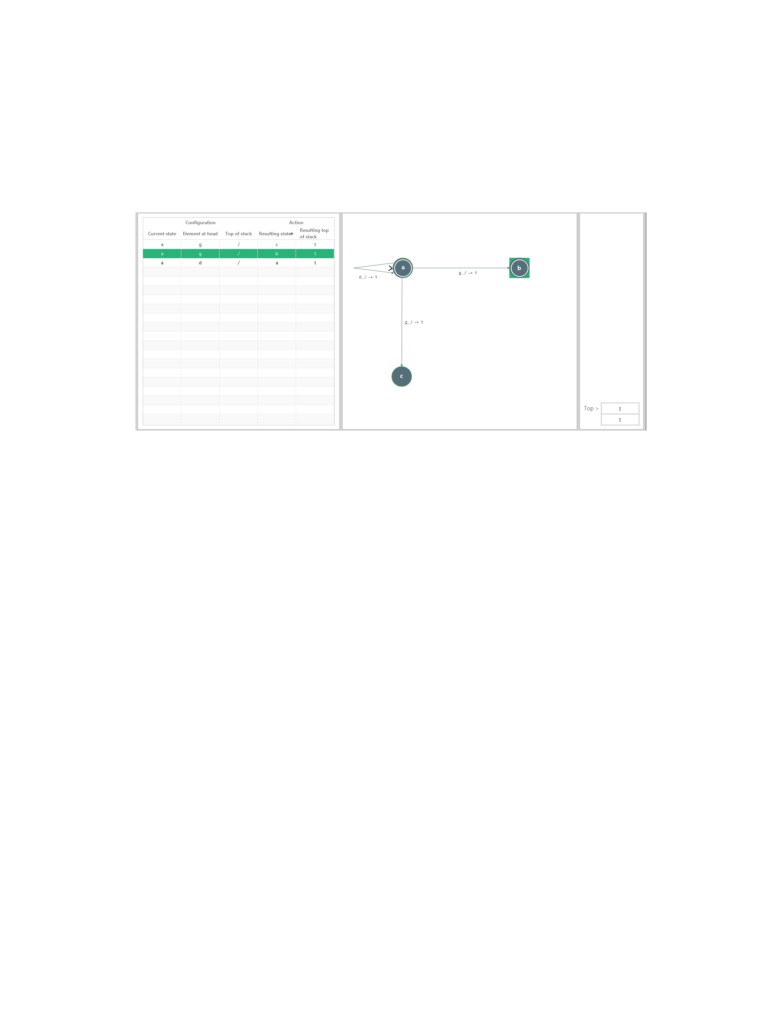 Configuration Action
Current state Element at head Top of stack Resulting state Resulting top of stack
a g / c t
a g / b t
a d / a t
a
b
d, / -> t
g, / -> t
g, / -> t
c
Top >
t
t